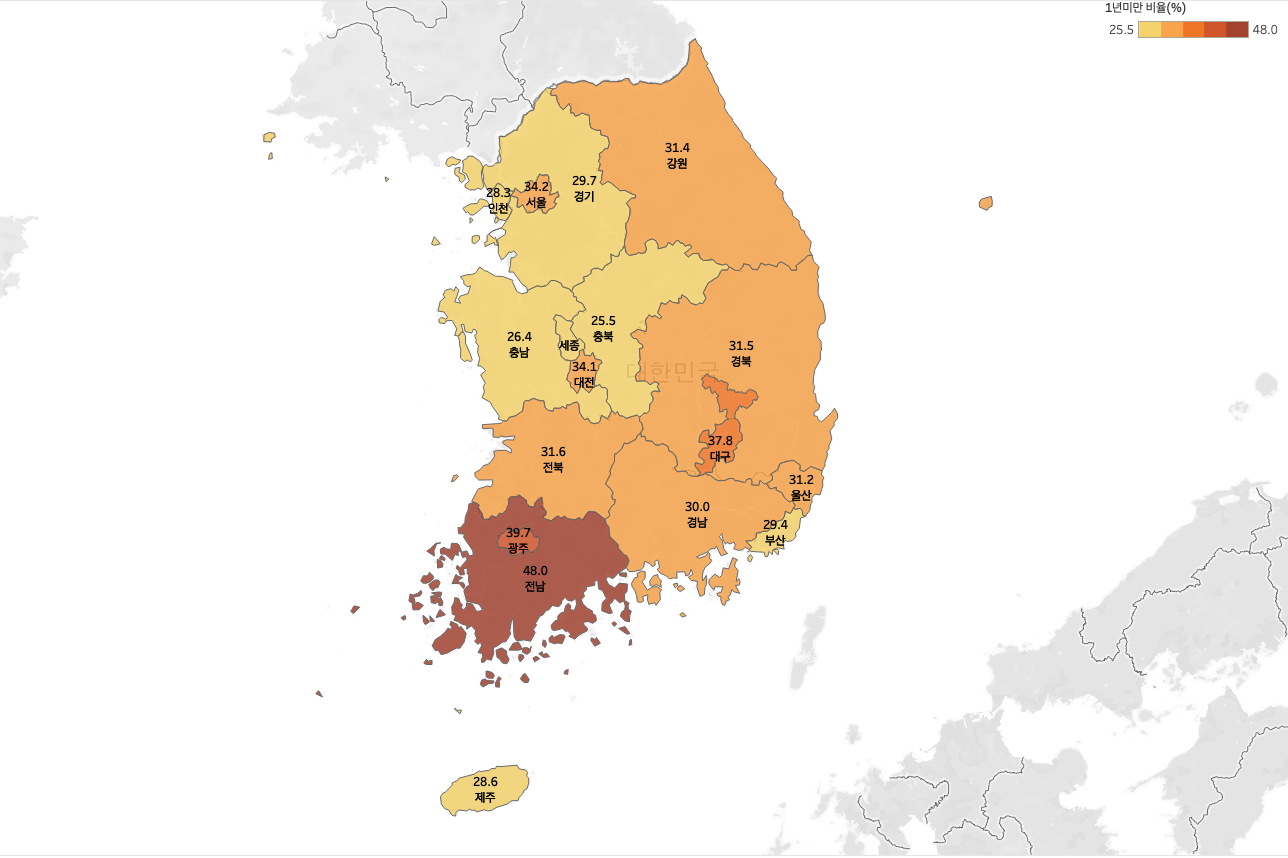 1년미만 비율(%)
25.5 48.0
31.4
강원
28.3
인천
34.2
서울
29.7
경기
26.4
충남
세종
25.5
충북
34.1
대전
대한민국
31.5
경북
37.8
대구
31.6
전북
31.2
울산
30.0
경남
29.4
부산
39.7
광주
48.0
전남
28.6
제주